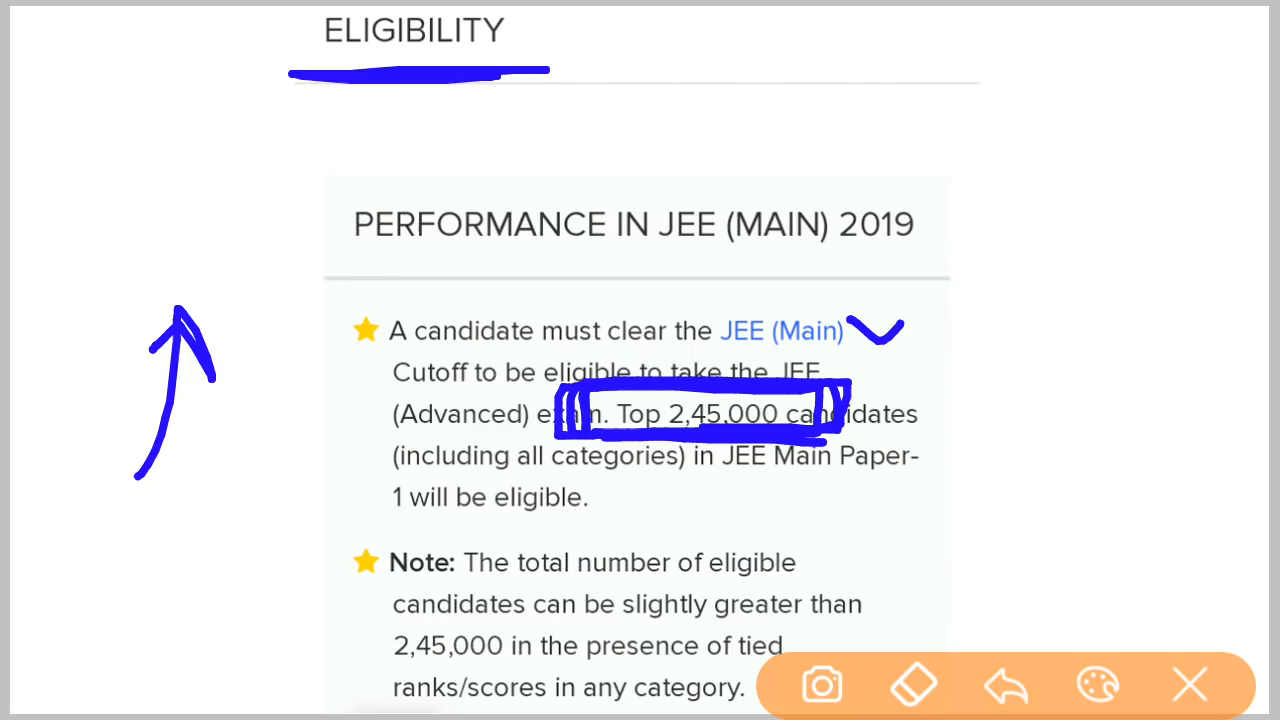 ELIGIBILITY
PERFORMANCE IN JEE (MAIN) 2019
A candidate must clear the JEE (Main)
Cutoff to be eligible to take the JEE
(Advanced) exam. Top 2,45,000 candidates
(including all categories) in JEE Main Paper-
1 will be eligible.
Note: The total number of eligible
candidates can be slightly greater than
2,45,000 in the presence of tied
ranks/scores in any category.